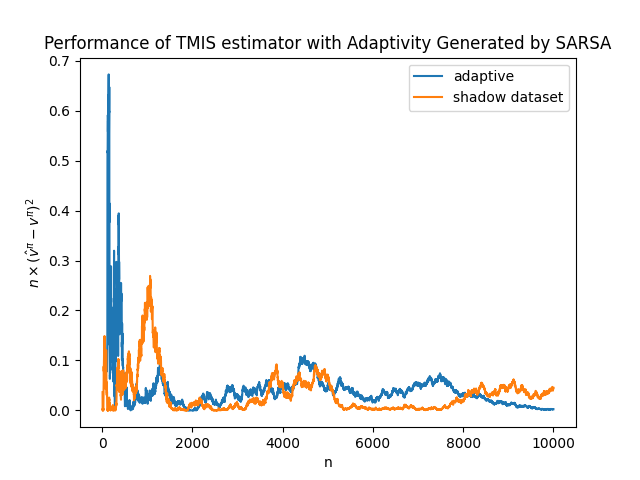 Performance of TMIS estimator with Adaptivity Generated by SARSA
adaptive
shadow dataset
0.7
0.6
0.5
0.4
0.3
0.2
0.1
0.0
n × (v̂^π − v^π)²
0 2000 4000 6000 8000 10000
n